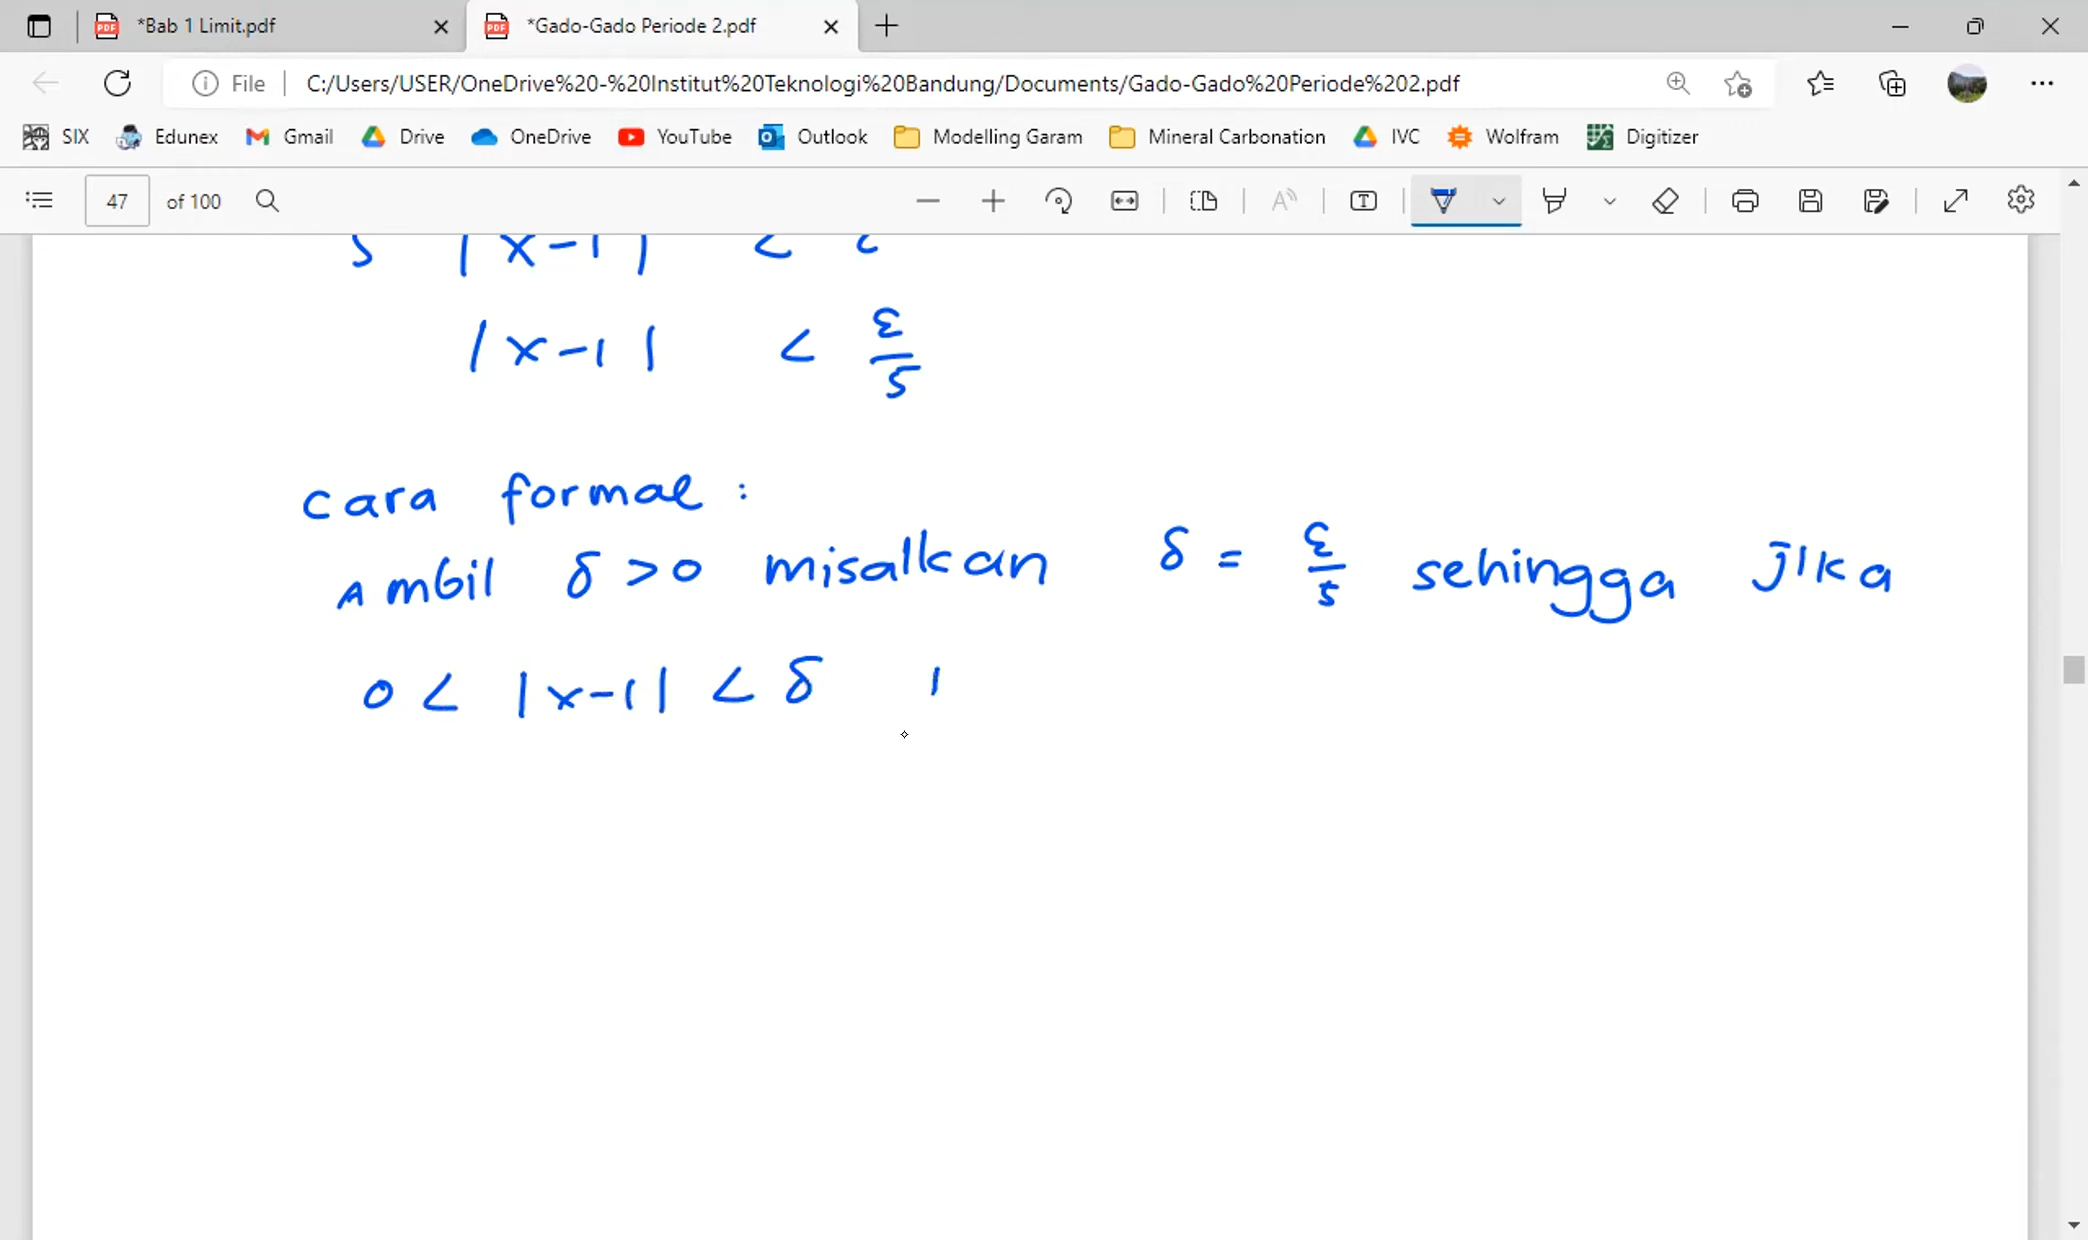 *Bab 1 Limit.pdf
*Gado-Gado Periode 2.pdf
File
C:/Users/USER/OneDrive%20-%20Institut%20Teknologi%20Bandung/Documents/Gado-Gado%20Periode%202.pdf
SIX Edunex Gmail Drive OneDrive YouTube Outlook Modelling Garam Mineral Carbonation IVC Wolfram Digitizer
47 of 100
5 |x-1| < ε
|x-1| < ε/5
cara formal :
Ambil δ > 0 misalkan δ = ε/5 sehingga jika
0 < |x-1| < δ